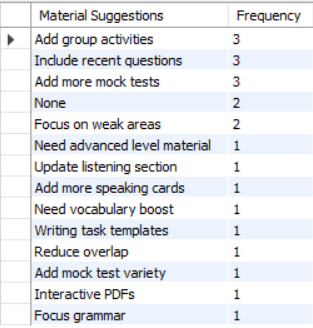 Material Suggestions Frequency
Add group activities 3
Include recent questions 3
Add more mock tests 3
None 2
Focus on weak areas 2
Need advanced level material 1
Update listening section 1
Add more speaking cards 1
Need vocabulary boost 1
Writing task templates 1
Reduce overlap 1
Add mock test variety 1
Interactive PDFs 1
Focus grammar 1